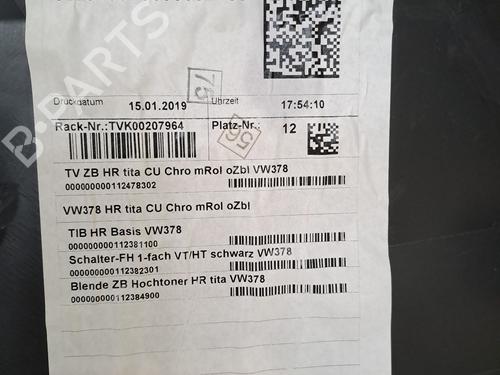 B-PARTS
75
Druckdatum 15.01.2019 Uhrzeit 17:54:10
56
Rack-Nr.:TVK00207964 Platz-Nr.: 12
TV ZB HR tita CU Chro mRol oZbl VW378
000000000112478302
VW378 HR tita CU Chro mRol oZbl
TIB HR Basis VW378
000000000112381100
Schalter-FH 1-fach VT/HT schwarz VW378
000000000112382301
Blende ZB Hochtoner HR tita VW378
000000000112384900